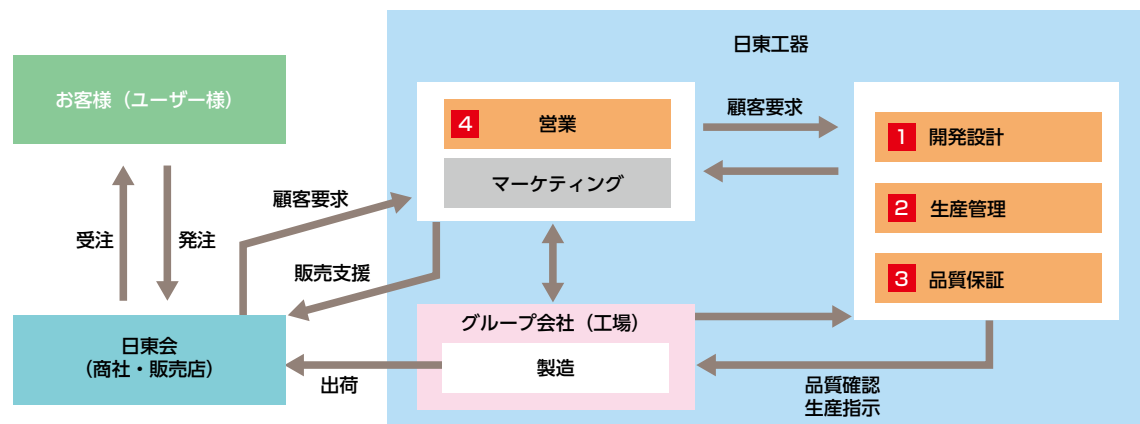 日東工器
お客様（ユーザー様）
4 営業
マーケティング
顧客要求
1 開発設計
2 生産管理
3 品質保証
顧客要求
受注
発注
販売支援
日東会
（商社・販売店）
グループ会社（工場）
製造
出荷
品質確認
生産指示